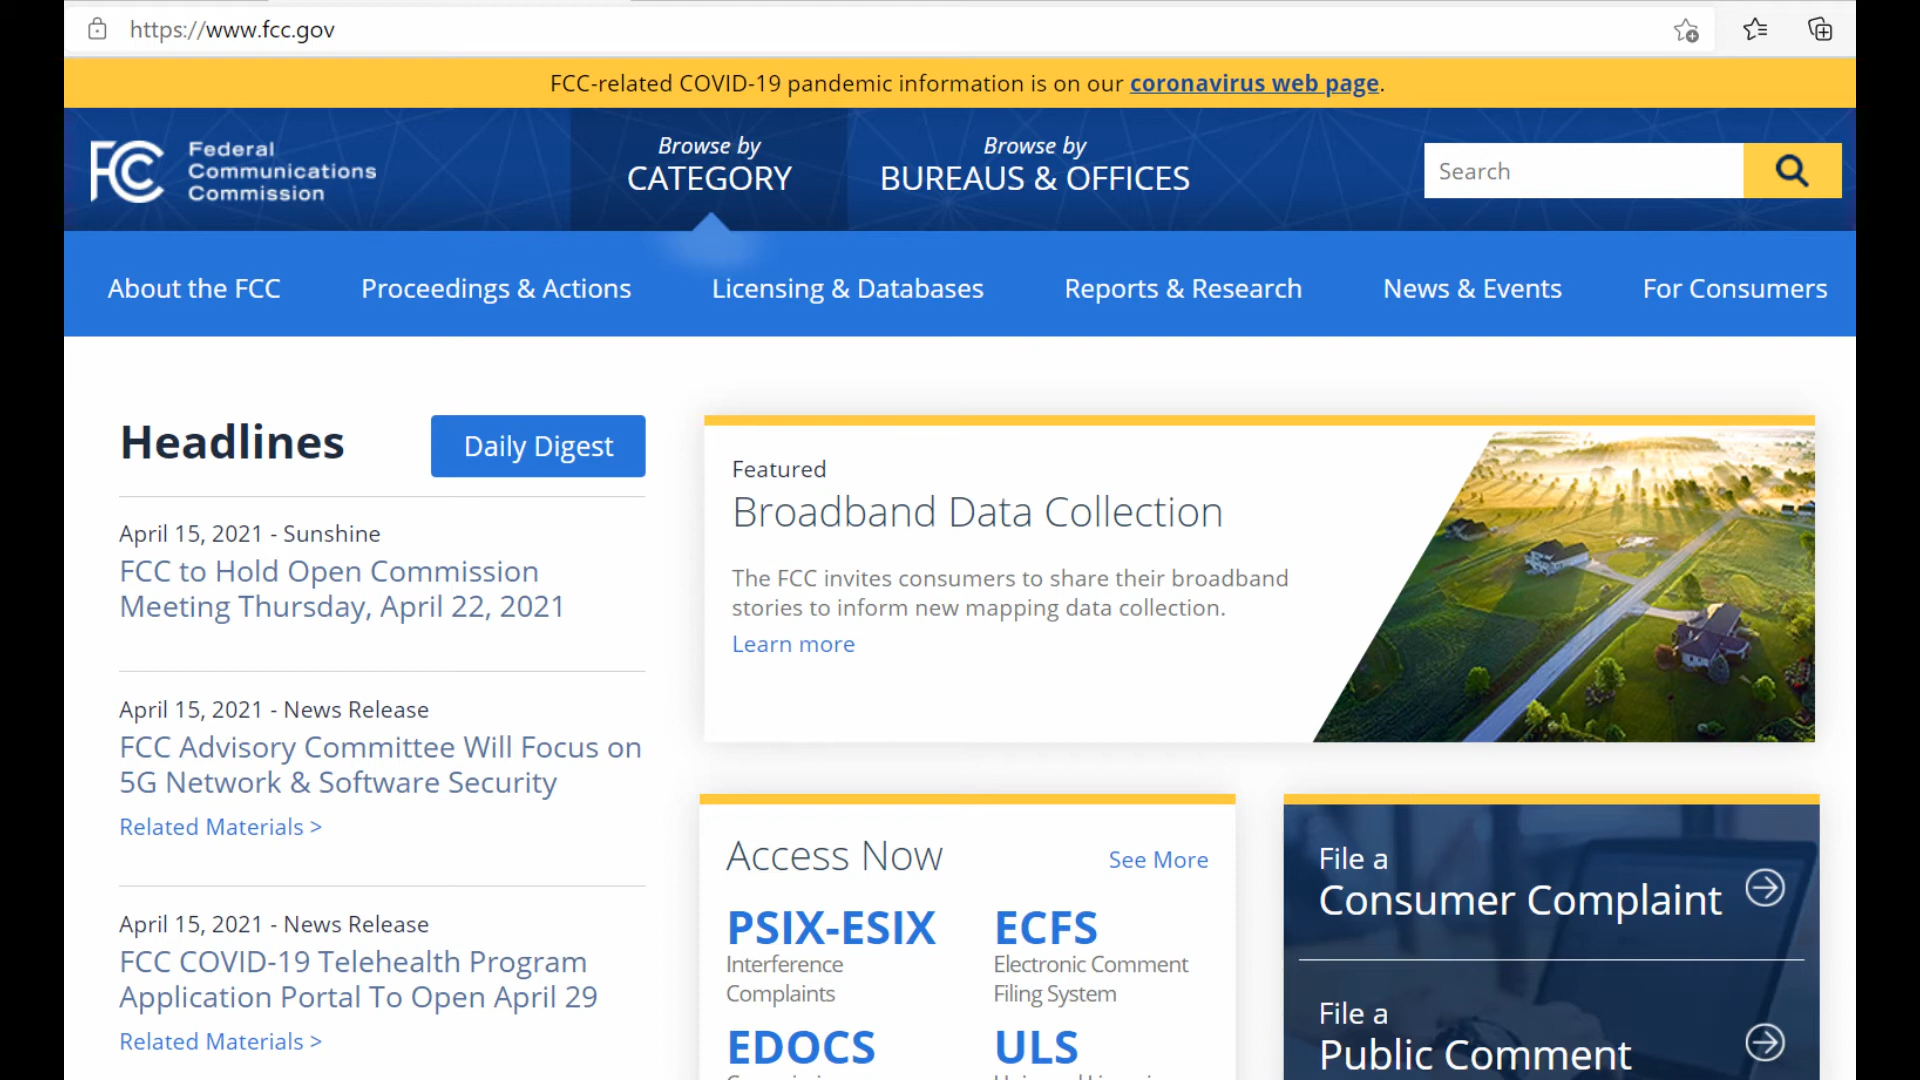 https://www.fcc.gov
FCC-related COVID-19 pandemic information is on our coronavirus web page.
FCC
Federal
Communications
Commission
Browse by
CATEGORY
Browse by
BUREAUS & OFFICES
Search
About the FCC
Proceedings & Actions
Licensing & Databases
Reports & Research
News & Events
For Consumers
Headlines
Daily Digest
April 15, 2021 - Sunshine
FCC to Hold Open Commission
Meeting Thursday, April 22, 2021
April 15, 2021 - News Release
FCC Advisory Committee Will Focus on
5G Network & Software Security
Related Materials >
April 15, 2021 - News Release
FCC COVID-19 Telehealth Program
Application Portal To Open April 29
Related Materials >
Featured
Broadband Data Collection
The FCC invites consumers to share their broadband
stories to inform new mapping data collection.
Learn more
Access Now
See More
PSIX-ESIX
Interference
Complaints
ECFS
Electronic Comment
Filing System
EDOCS
ULS
File a
Consumer Complaint
File a
Public Comment